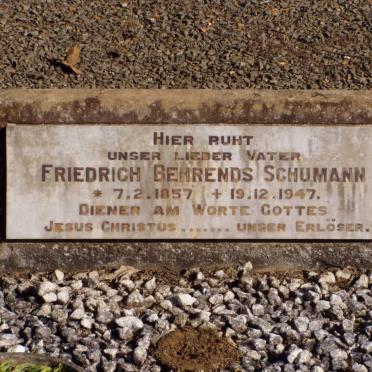 HIER RUHT
UNSER LIEBER VATER
FRIEDRICH BEHRENDS SCHUMANN
* 7.2.1857 + 19.12.1947.
DIENER AM WORTE GOTTES
JESUS CHRISTUS ....... UNSER ERLÖSER.